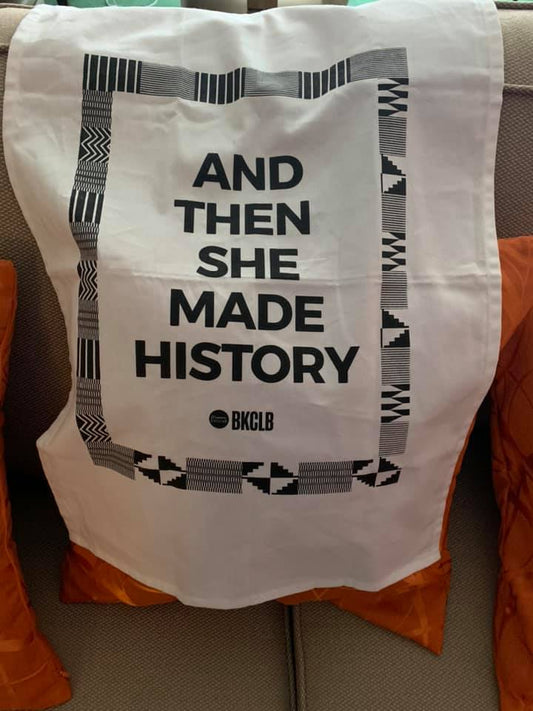 AND
THEN
SHE
MADE
HISTORY
BKCLB